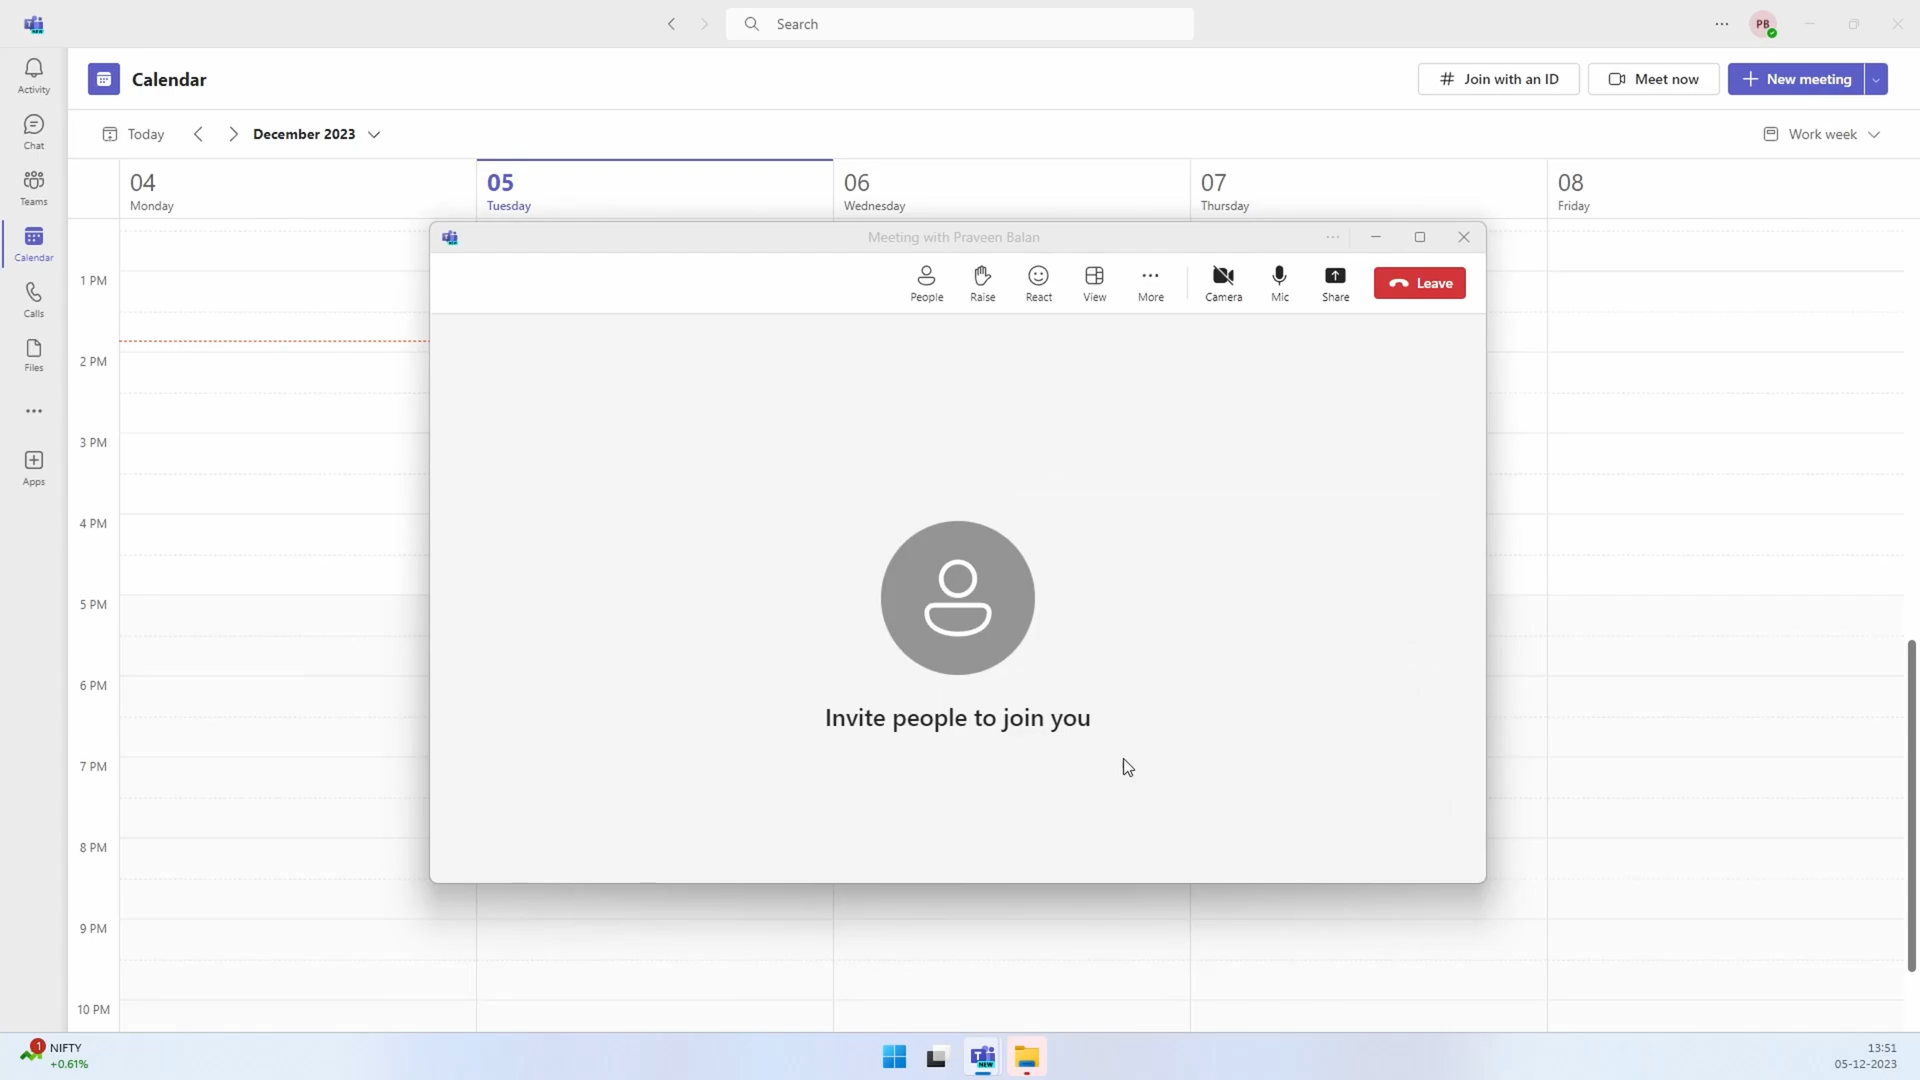 Search
PB
Activity
Chat
Teams
Calendar
Calls
Files
Apps
Calendar
Join with an ID
Meet now
New meeting
Today
December 2023
Work week
04
Monday
05
Tuesday
06
Wednesday
07
Thursday
08
Friday
1 PM
2 PM
3 PM
4 PM
5 PM
6 PM
7 PM
8 PM
9 PM
10 PM
Meeting with Praveen Balan
People
Raise
React
View
More
Camera
Mic
Share
Leave
Invite people to join you
1
NIFTY
+0.61%
NEW
13:51
05-12-2023